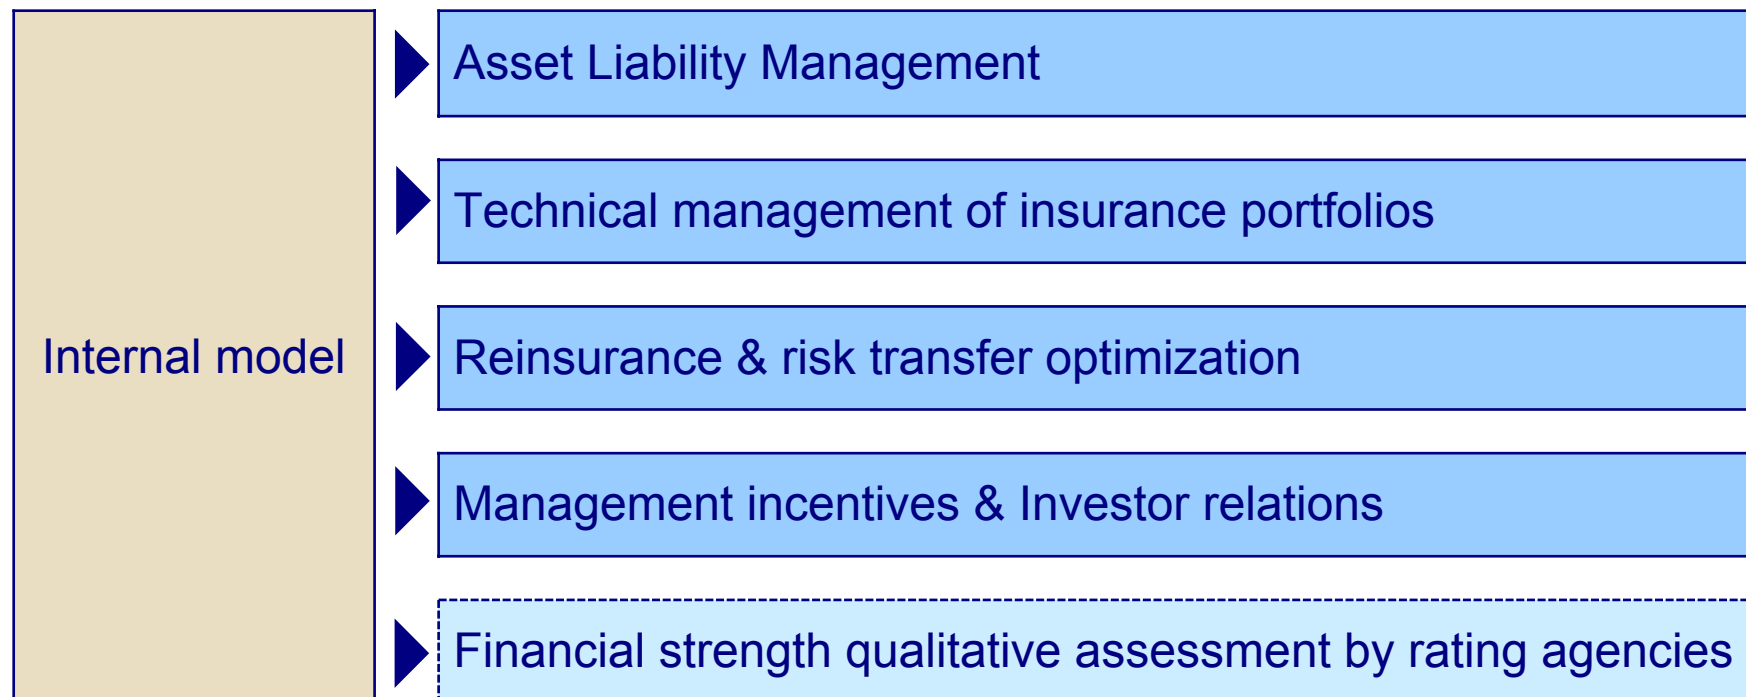 Asset Liability Management
Technical management of insurance portfolios
Internal model
Reinsurance & risk transfer optimization
Management incentives & Investor relations
Financial strength qualitative assessment by rating agencies